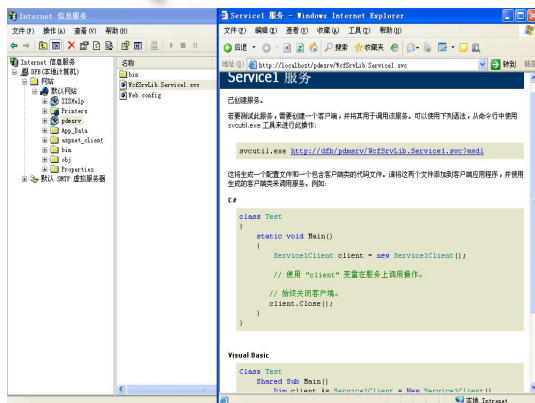 Internet 信息服务
文件(F) 操作(A) 查看(V) 帮助(H)
Internet 信息服务
DFB(本地计算机)
网站
默认网站
IISHelp
Printers
pdmsrv
App_Data
aspnet_client
bin
obj
Properties
默认 SMTP 虚拟服务器
名称
bin
WcfSrvLib.Service1.svc
Web.config
Service1 服务 - Windows Internet Explorer
文件(F) 编辑(E) 查看(V) 收藏(A) 工具(T) 帮助(H)
后退 搜索 收藏夹
地址(D) http://localhost/pdmsrv/WcfSrvLib.Service1.svc 转到 链接
Service1 服务
已创建服务。
若要测试此服务,需要创建一个客户端,并将其用于调用该服务。可以使用下列语法,从命令行中使用
svcutil.exe 工具来进行此操作:
svcutil.exe http://dfb/pdmsrv/WcfSrvLib.Service1.svc?wsdl
这将生成一个配置文件和一个包含客户端类的代码文件。请将这两个文件添加到客户端应用程序,并使用
生成的客户端类来调用服务。例如:
C#
class Test
{
static void Main()
{
Service1Client client = new Service1Client();
// 使用 "client" 变量在服务上调用操作。
// 始终关闭客户端。
client.Close();
}
}
Visual Basic
Class Test
Shared Sub Main()
Dim client As Service1Client = New Service1Client()
本地 Intranet